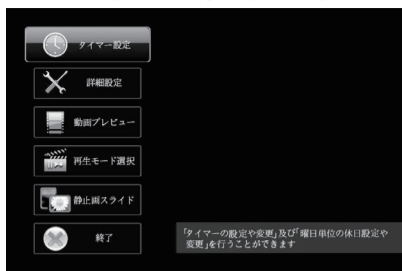 タイマー設定
詳細設定
動画プレビュー
再生モード選択
静止画スライド
終了
「タイマーの設定や変更」及び「曜日単位の休日設定や
変更」を行うことができます